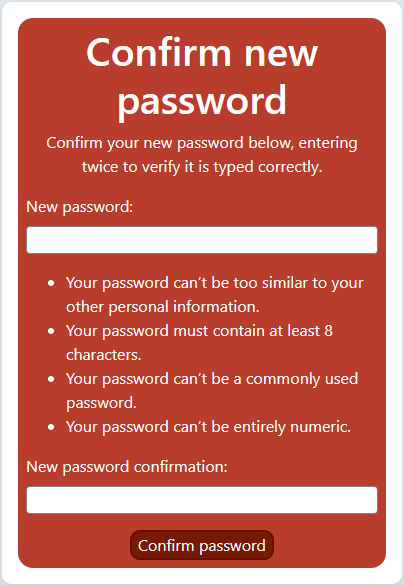 Confirm new
password
Confirm your new password below, entering
twice to verify it is typed correctly.
New password:
• Your password can't be too similar to your
other personal information.
• Your password must contain at least 8
characters.
• Your password can't be a commonly used
password.
• Your password can't be entirely numeric.
New password confirmation:
Confirm password